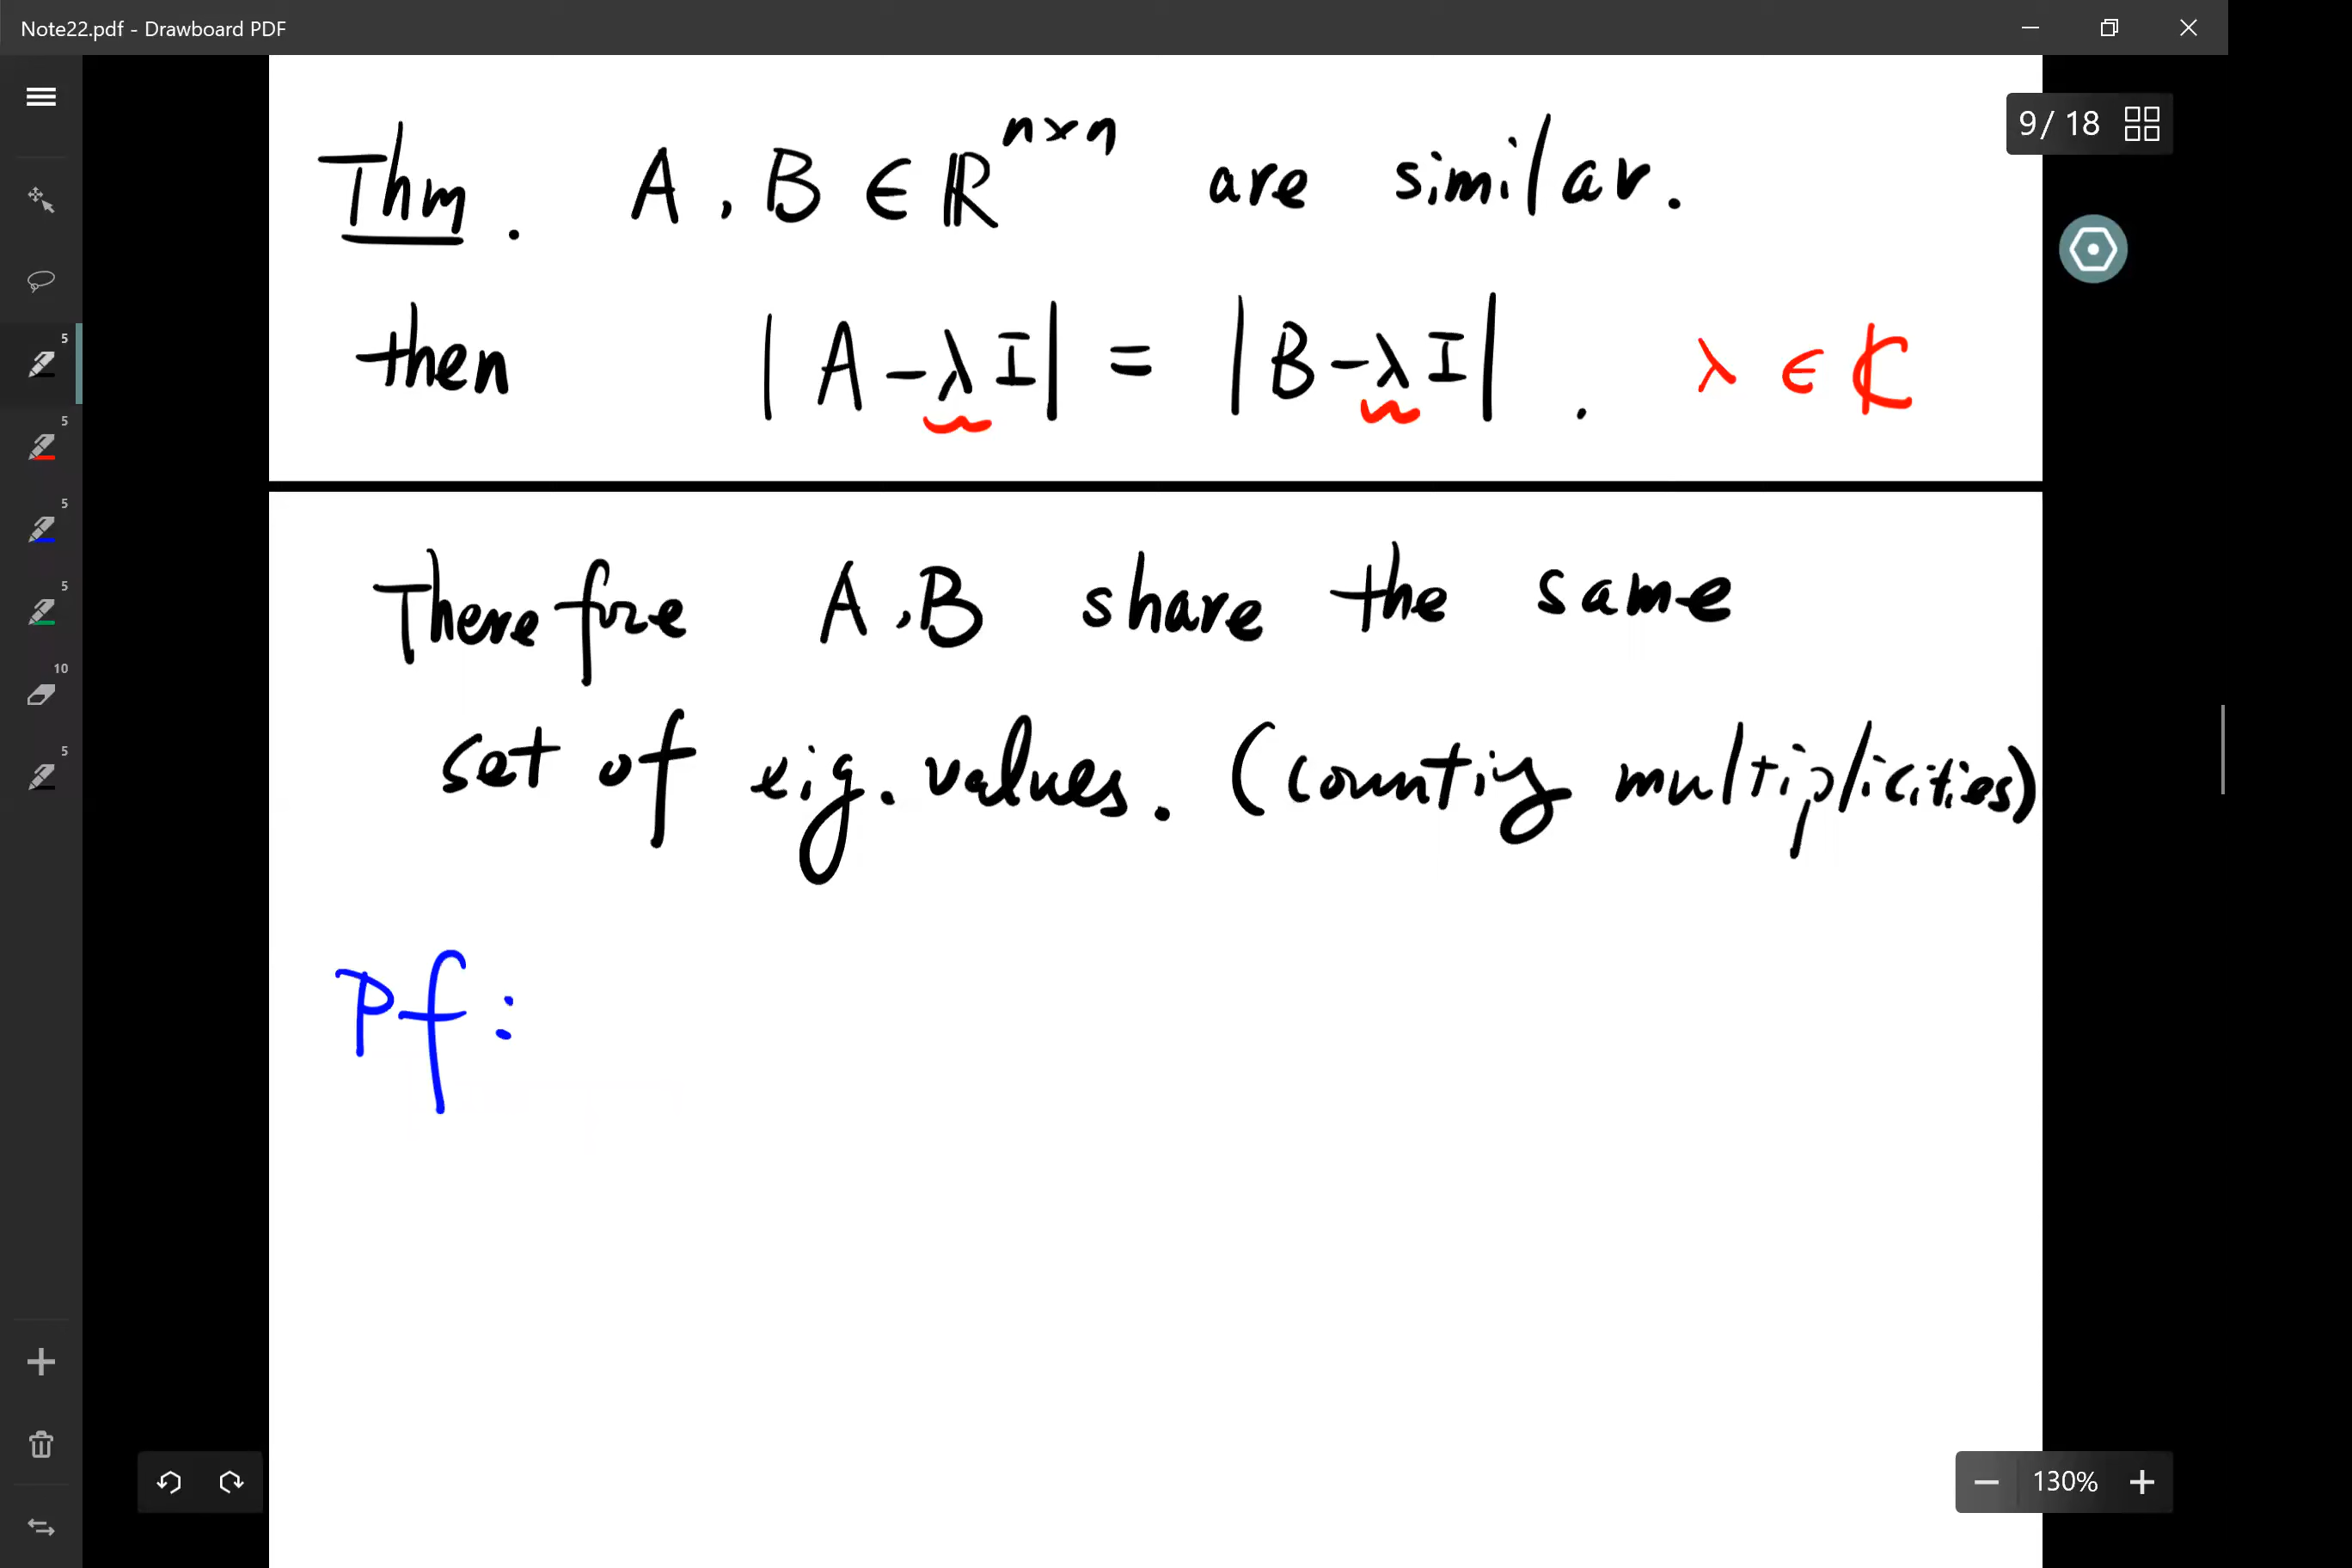 Note22.pdf - Drawboard PDF
9/ 18
Thm. A, B ∈ ℝ^{n×n} are similar.
then |A-λI| = |B-λI|. λ ∈ ℂ
Therefore A,B share the same
set of eig. values. (countig multiplicities)
Pf:
5
5
5
5
10
5
130%